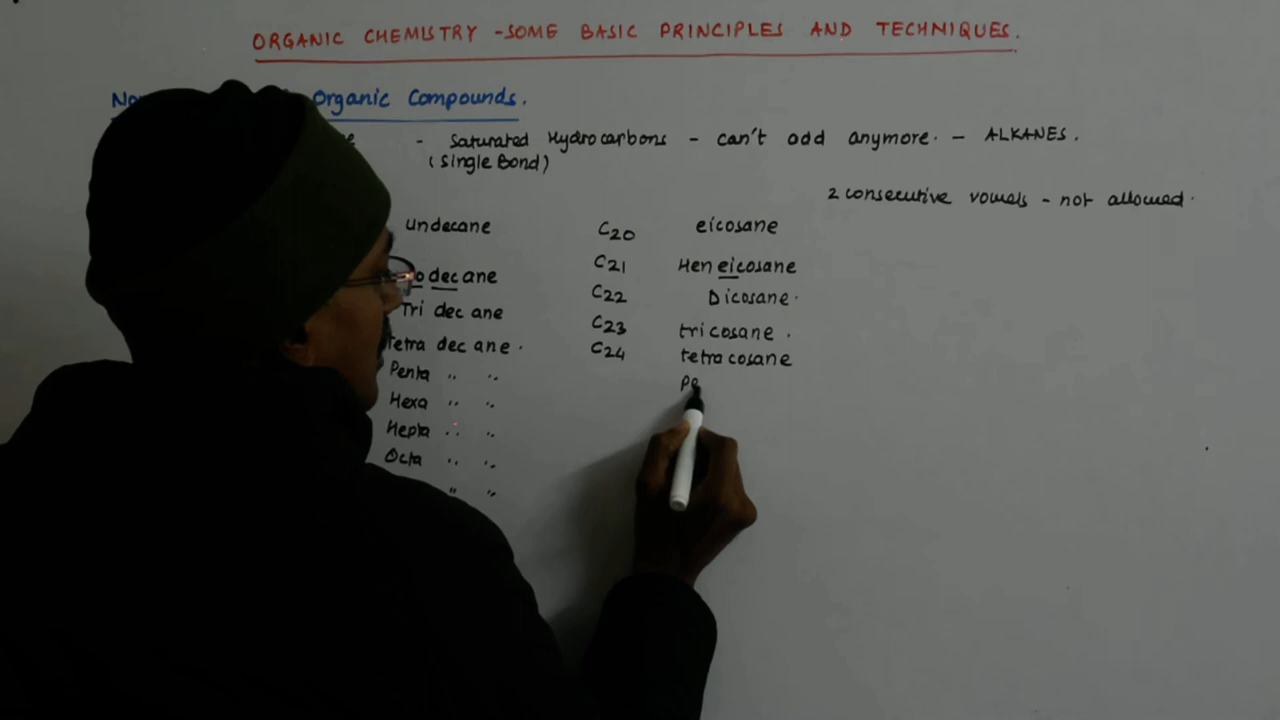 ORGANIC CHEMISTRY - SOME BASIC PRINCIPLES AND TECHNIQUES.
Organic Compounds.
- Saturated Hydrocarbons - can't add anymore. - ALKANES.
(Single Bond)
2 consecutive vowels - not allowed.
undecane C20 eicosane
odecane C21 Heneicosane
Tri dec ane C22 Dicosane.
Tetra dec ane. C23 tricosane.
Penta " " C24 tetracosane
Hexa " " pe
Hepta " "
Octa " "
" "